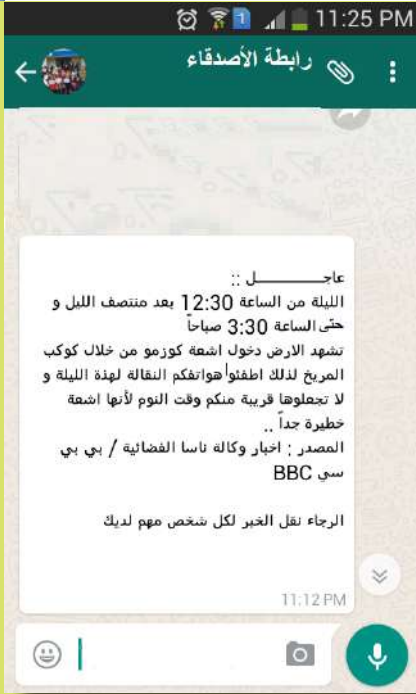 11:25 PM
رابطة الأصدقاء
عاجــــــــــل ::
الليلة من الساعة 12:30 بعد منتصف الليل و
حتى الساعة 3:30 صباحاً
تشهد الارض دخول اشعة كوزمو من خلال كوكب
المريخ لذلك اطفئوا هواتفكم النقالة لهذة الليلة و
لا تجعلوها قريبة منكم وقت النوم لأنها اشعة
خطيرة جداً ..
المصدر : اخبار وكالة ناسا الفضائية / بي بي
سي BBC
الرجاء نقل الخبر لكل شخص مهم لديك
11:12 PM